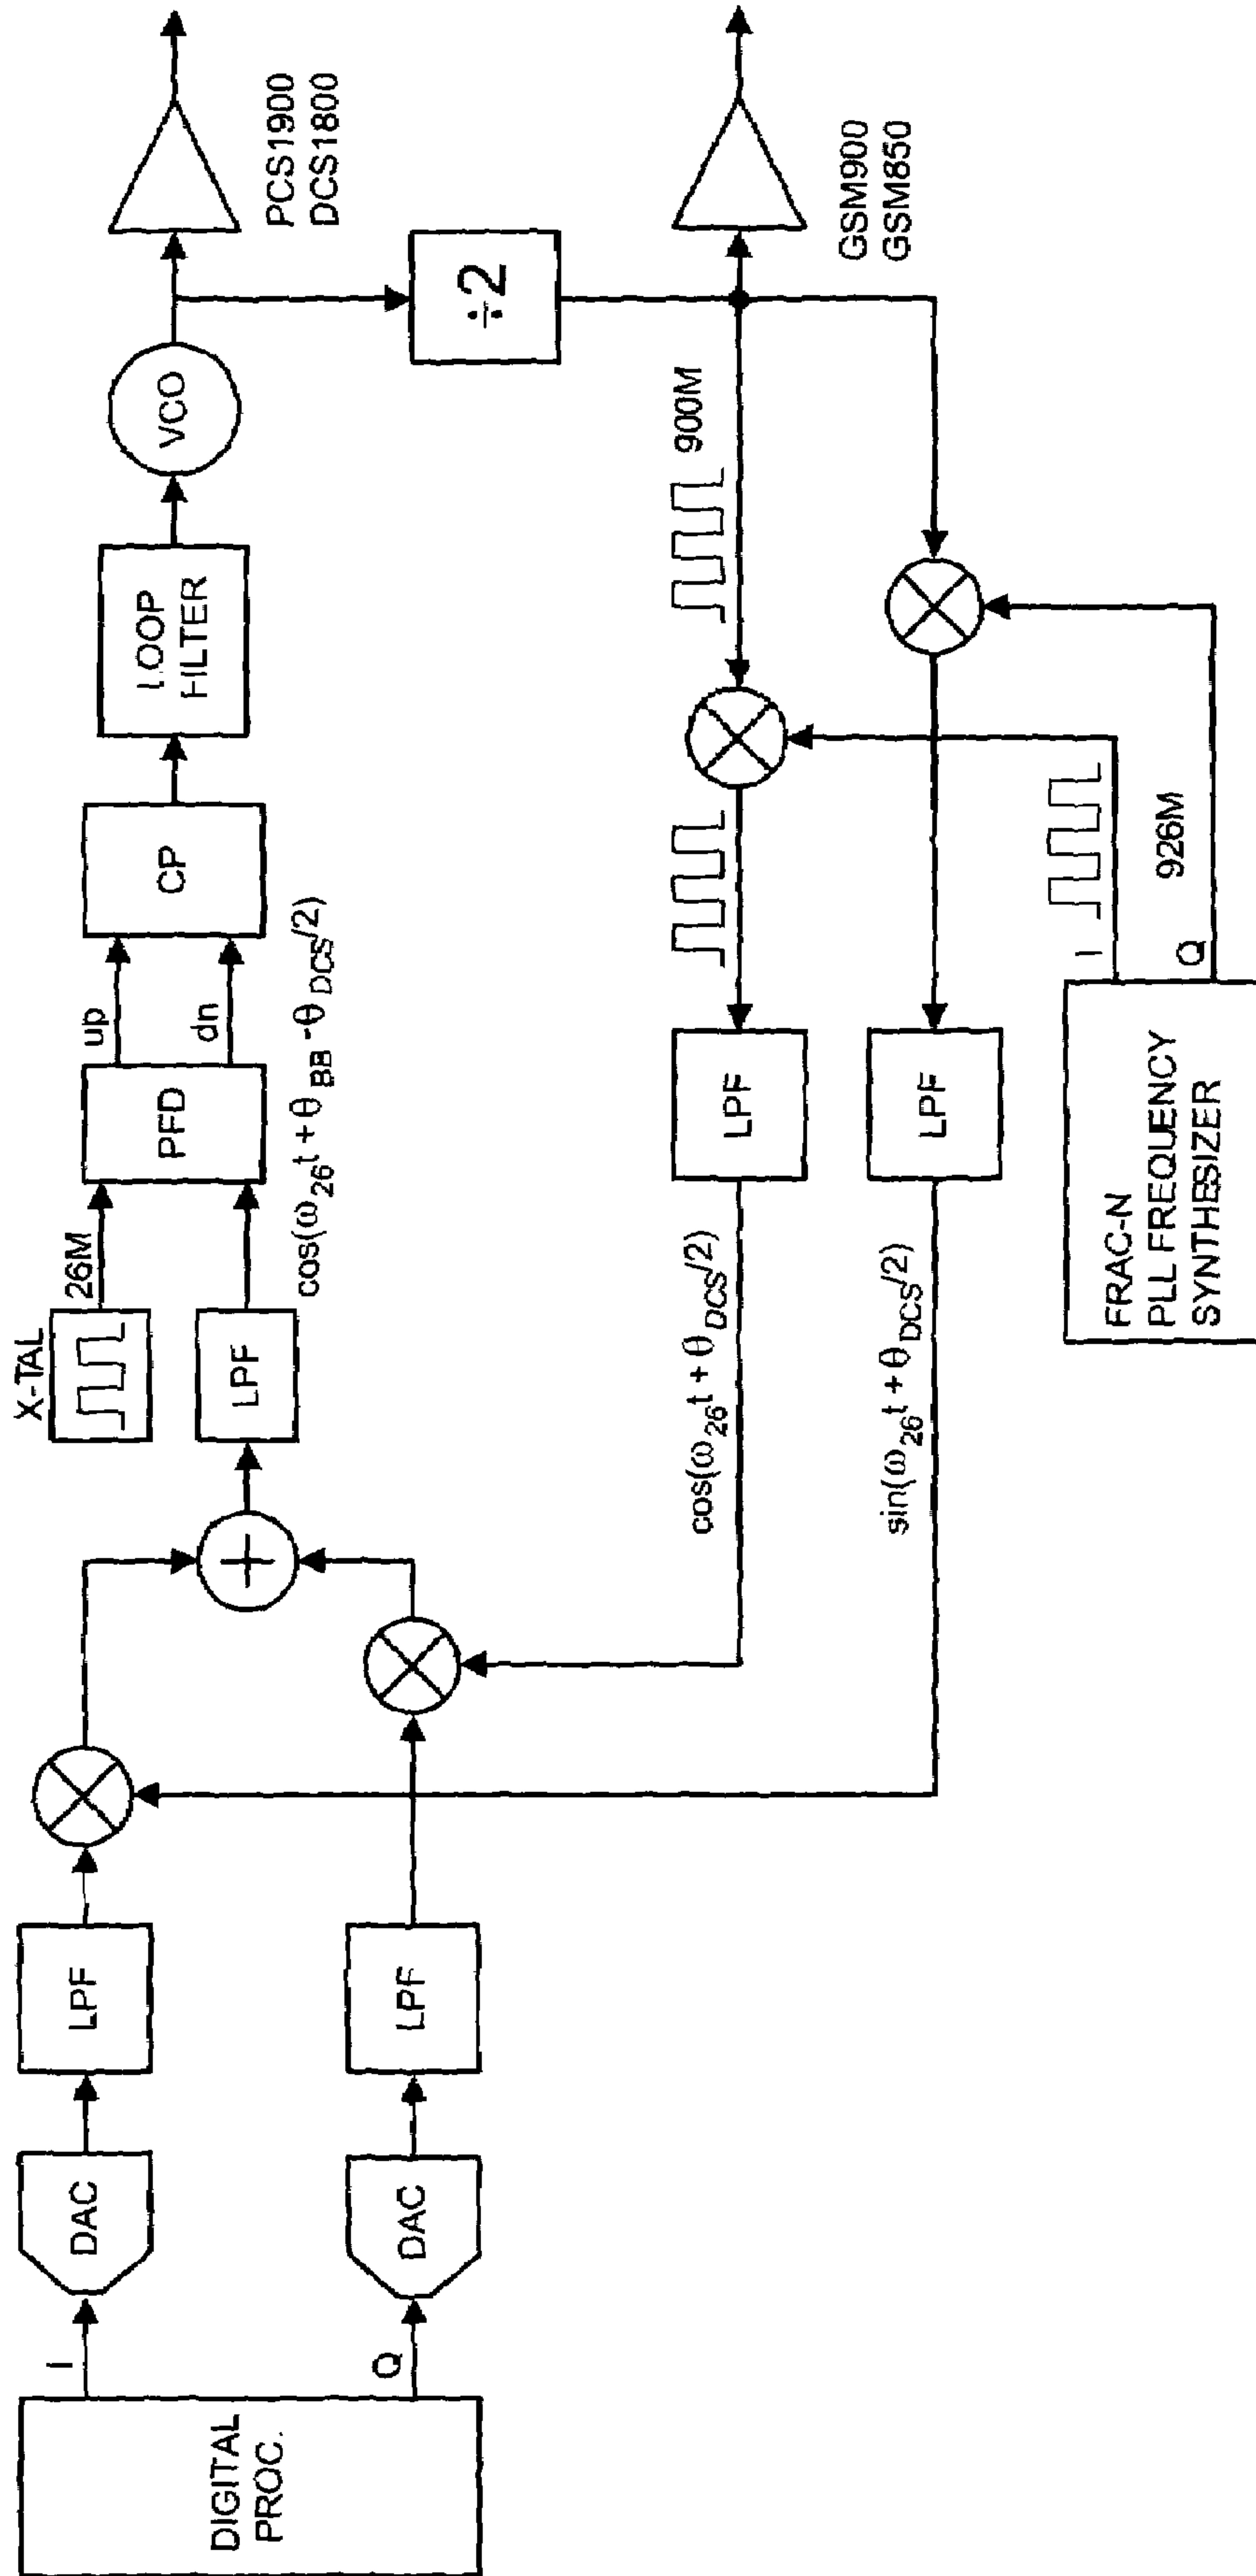 DIGITAL
PROC.
I
Q
DAC
DAC
LPF
LPF
X-TAL
26M
LPF
PFD
up
dn
cos(ω26t + θBB -θDCS/2)
CP
LOOP
FILTER
VCO
PCS1900
DCS1800
÷2
GSM900
GSM850
900M
LPF
LPF
cos(ω26t + θDCS/2)
sin(ω26t + θDCS/2)
I
Q
926M
FRAC-N
PLL FREQUENCY
SYNTHESIZER